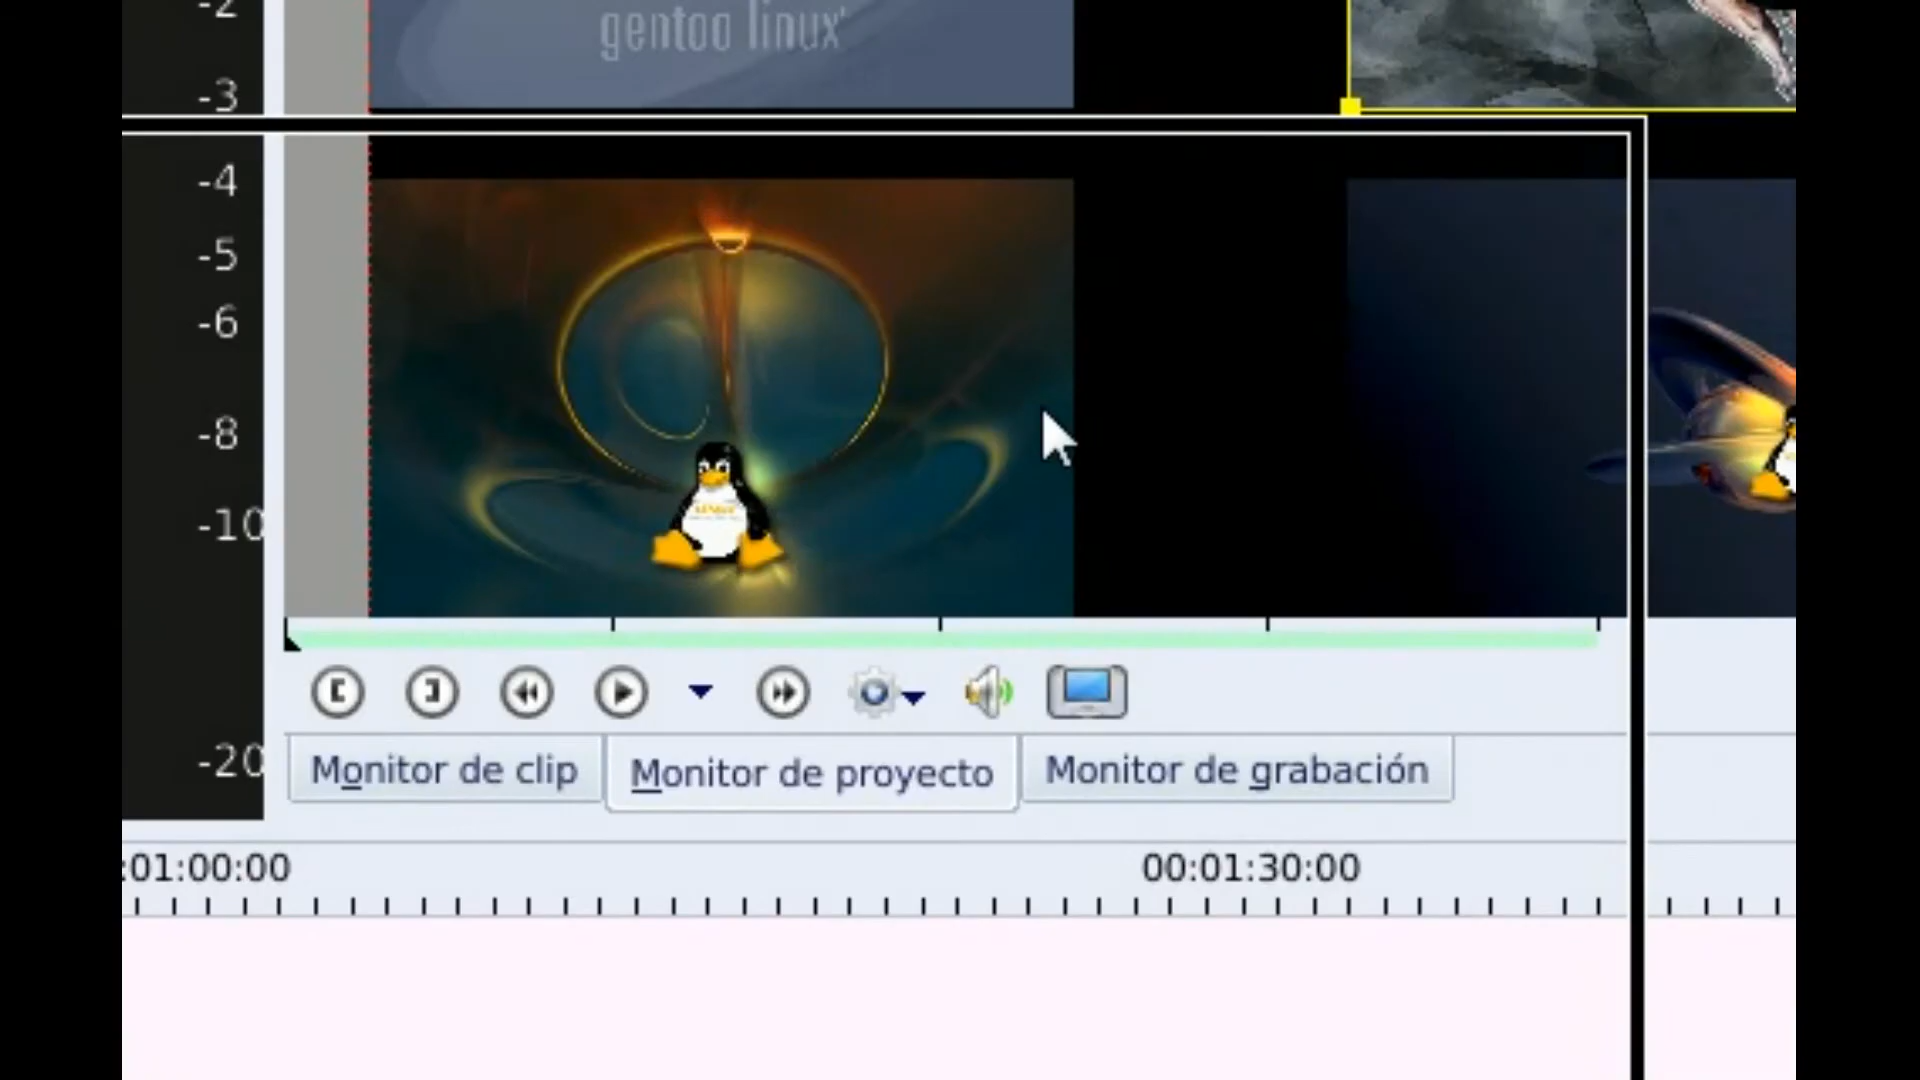 -2
gentoo linux
-3
-4
-5
-6
-8
-10
-20
Monitor de clip
Monitor de proyecto
Monitor de grabación
:01:00:00
00:01:30:00